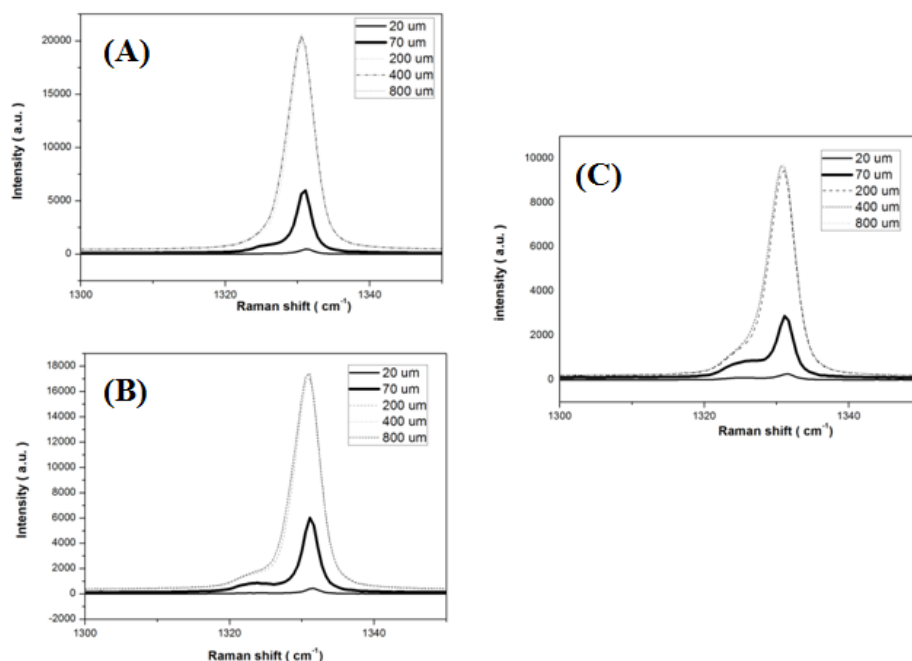 (A)
20 um
70 um
200 um
400 um
800 um
Intensity ( a.u. )
20000
15000
10000
5000
0
1300
1320
1340
Raman shift ( cm-1)
(B)
20 um
70 um
200 um
400 um
800 um
Intensity ( a.u. )
18000
16000
14000
12000
10000
8000
6000
4000
2000
0
-2000
1300
1320
1340
Raman shift ( cm-1)
(C)
20 um
70 um
200 um
400 um
800 um
intensity ( a.u. )
10000
8000
6000
4000
2000
0
1300
1320
1340
Raman shift ( cm-1)